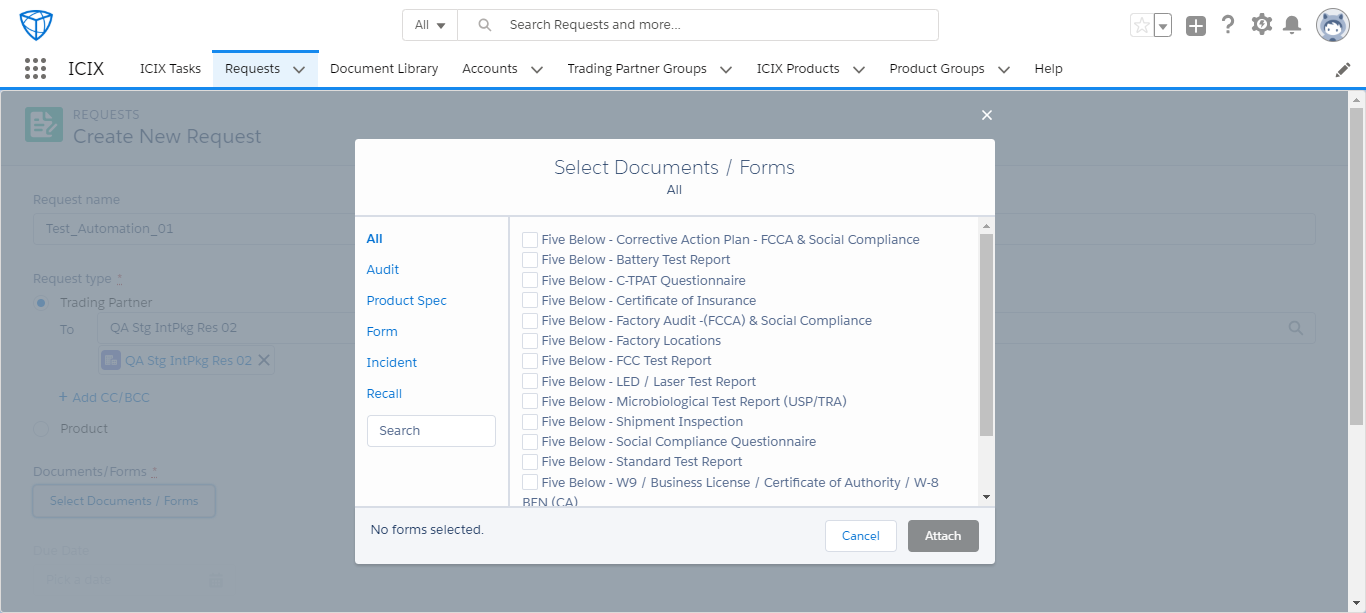 All
Search Requests and more...
ICIX
ICIX Tasks
Requests
Document Library
Accounts
Trading Partner Groups
ICIX Products
Product Groups
Help
REQUESTS
Create New Request
Request name
Test_Automation_01
Request type *
Trading Partner
To
QA Stg IntPkg Res 02
QA Stg IntPkg Res 02
+ Add CC/BCC
Product
Documents/Forms *
Select Documents / Forms
Due Date
Pick a date
Select Documents / Forms
All
All
Audit
Product Spec
Form
Incident
Recall
Search
Five Below - Corrective Action Plan - FCCA & Social Compliance
Five Below - Battery Test Report
Five Below - C-TPAT Questionnaire
Five Below - Certificate of Insurance
Five Below - Factory Audit -(FCCA) & Social Compliance
Five Below - Factory Locations
Five Below - FCC Test Report
Five Below - LED / Laser Test Report
Five Below - Microbiological Test Report (USP/TRA)
Five Below - Shipment Inspection
Five Below - Social Compliance Questionnaire
Five Below - Standard Test Report
Five Below - W9 / Business License / Certificate of Authority / W-8
BEN (CA)
No forms selected.
Cancel
Attach